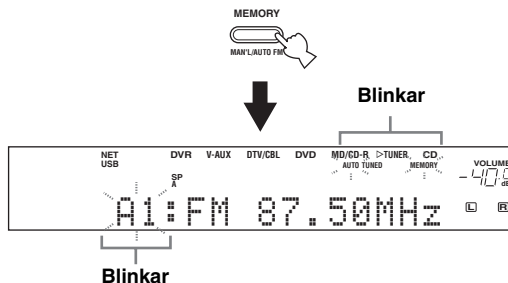 MEMORY
MAN'L/AUTO FM
Blinkar
NET DVR V-AUX DTV/CBL DVD MD/CD-R ▷TUNER CD
USB AUTO TUNED MEMORY VOLUME
SP
A
A1:FM 87.50MHz L R
dB
Blinkar